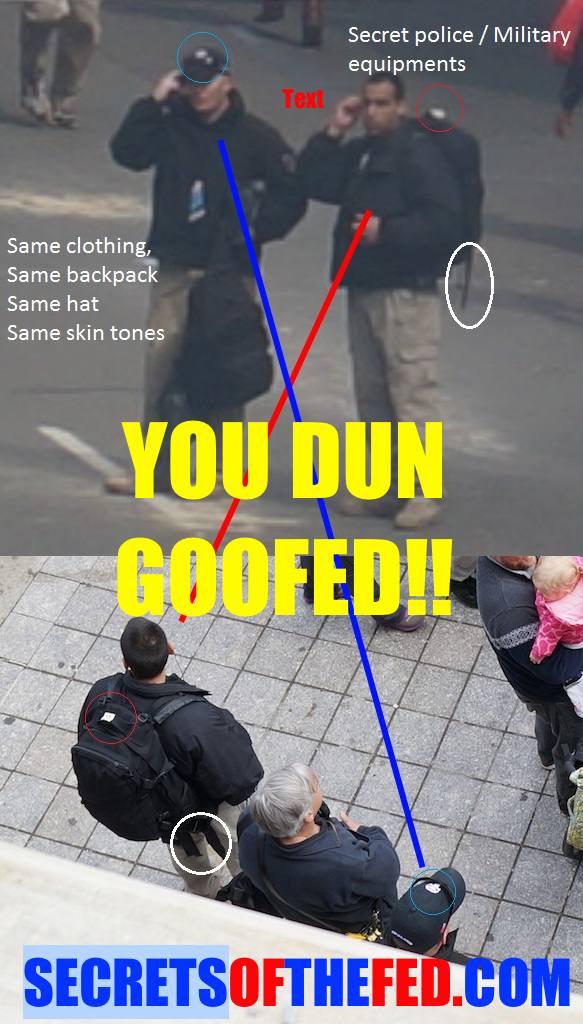 Secret police / Military
equipments
Text
Same clothing,
Same backpack
Same hat
Same skin tones
YOU DUN
GOOFED!!
SECRETSOFTHEFED.COM